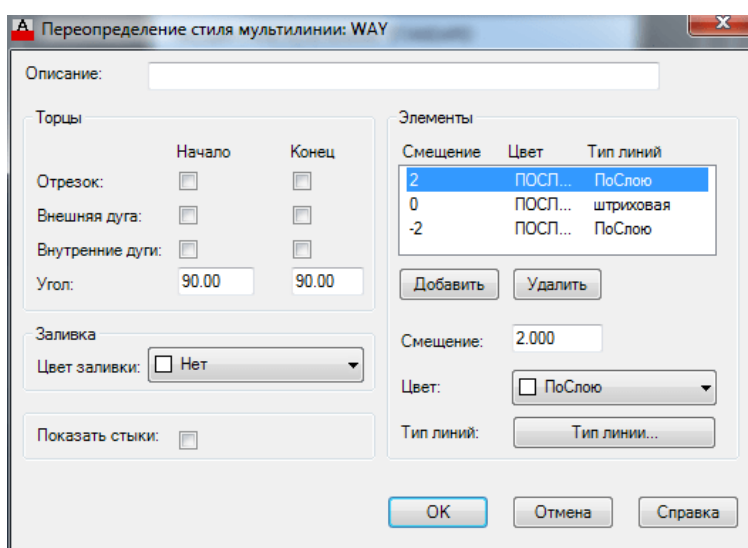 Переопределение стиля мультилинии: WAY
Описание:
Торцы
Начало Конец
Отрезок:
Внешняя дуга:
Внутренние дуги:
Угол: 90.00 90.00
Заливка
Цвет заливки: Нет
Показать стыки:
Элементы
Смещение Цвет Тип линий
2 ПОСЛ... ПоСлою
0 ПОСЛ... штриховая
-2 ПОСЛ... ПоСлою
Добавить Удалить
Смещение: 2.000
Цвет: ПоСлою
Тип линий: Тип линии...
OK Отмена Справка